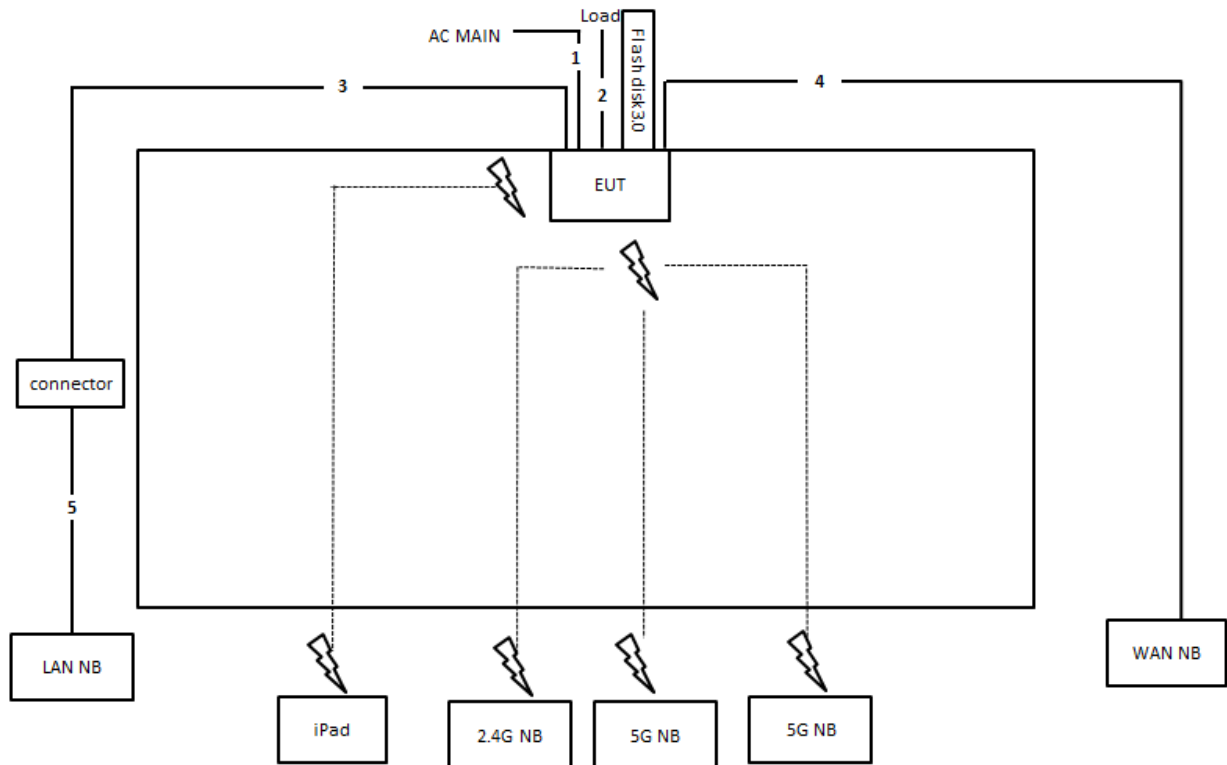 Load
AC MAIN
1
Flash disk3.0
3
4
2
EUT
connector
5
LAN NB
WAN NB
iPad
2.4G NB
5G NB
5G NB